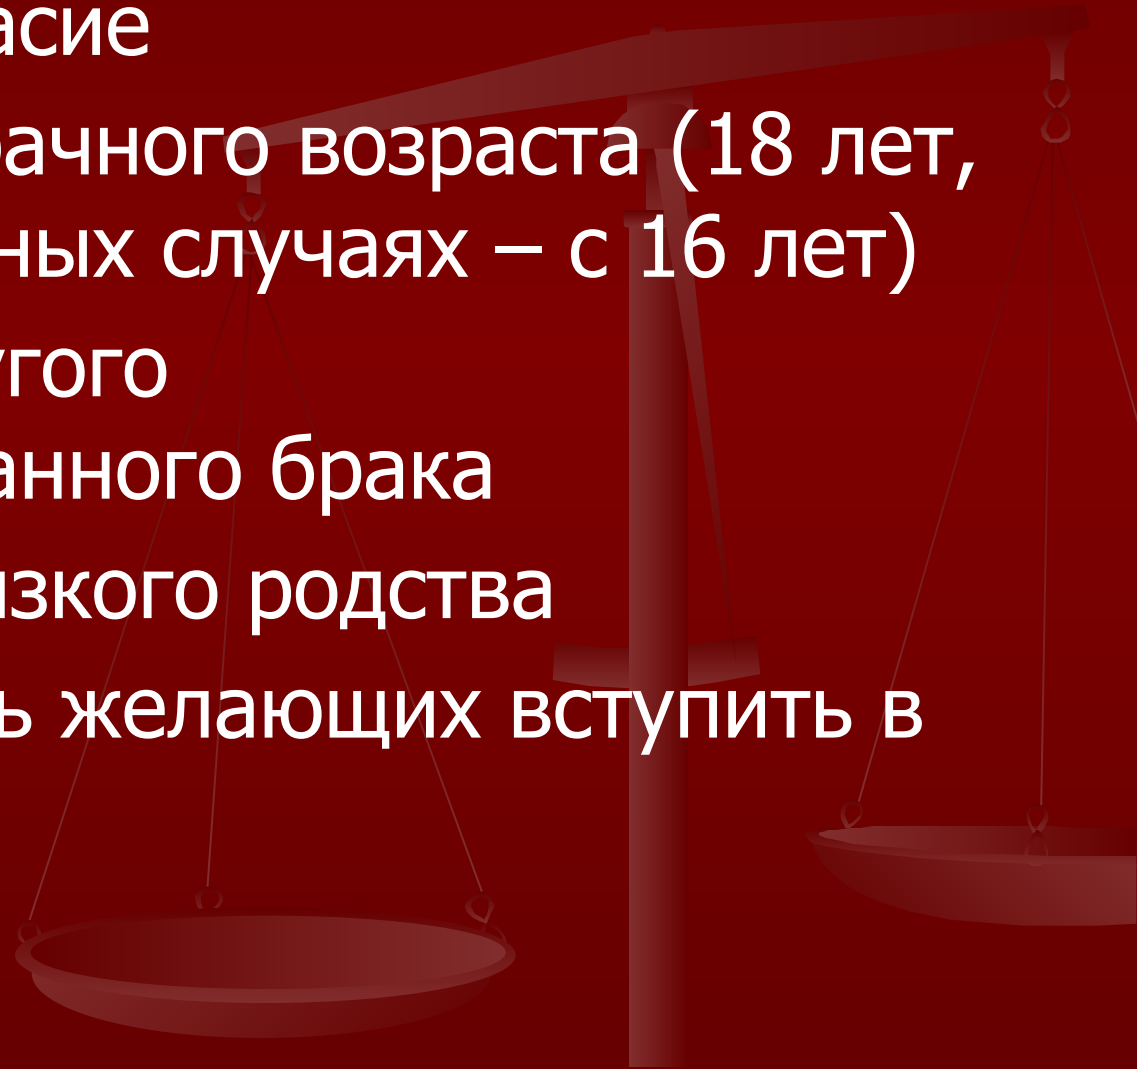 асие
рачного возраста (18 лет,
ных случаях – с 16 лет)
угого
анного брака
изкого родства
ь желающих вступить в